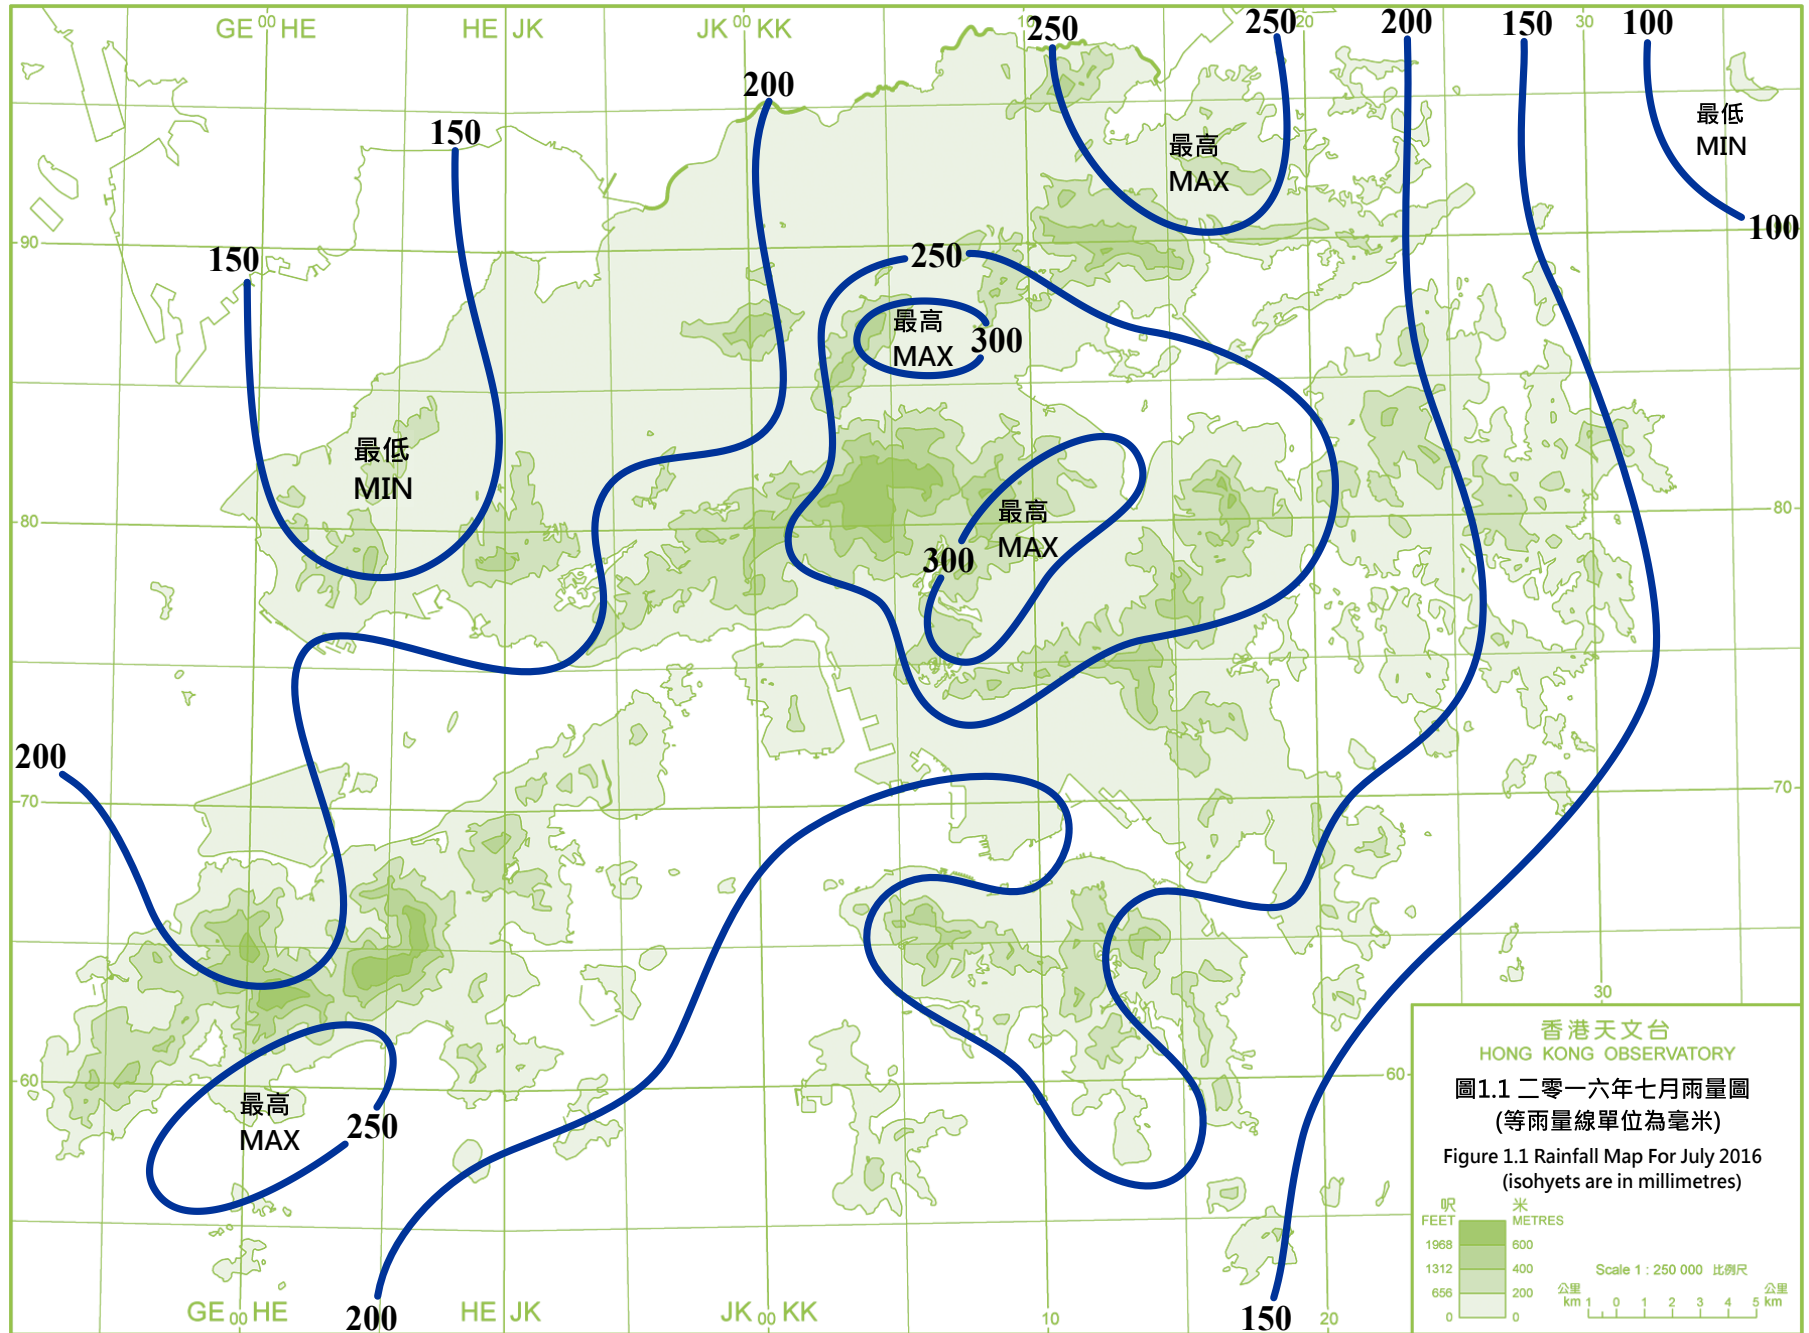 GE 00 HE
HE JK
JK 00 KK
10
250
250
20
200
150
30
100
200
150
最低
MIN
最高
MAX
90
100
150
250
最高
MAX
300
最低
MIN
80
最高
MAX
80
300
200
70
70
30
60
60
最高
MAX
250
香港天文台
HONG KONG OBSERVATORY
圖1.1 二零一六年七月雨量圖
(等雨量線單位為毫米)
Figure 1.1 Rainfall Map For July 2016
(isohyets are in millimetres)
呎 米
FEET METRES
1968 600
1312 400
656 200
0 0
Scale 1 : 250 000 比例尺
公里 公里
km 1 0 1 2 3 4 5 km
GE 00 HE
HE JK
200
JK 00 KK
10
150
20